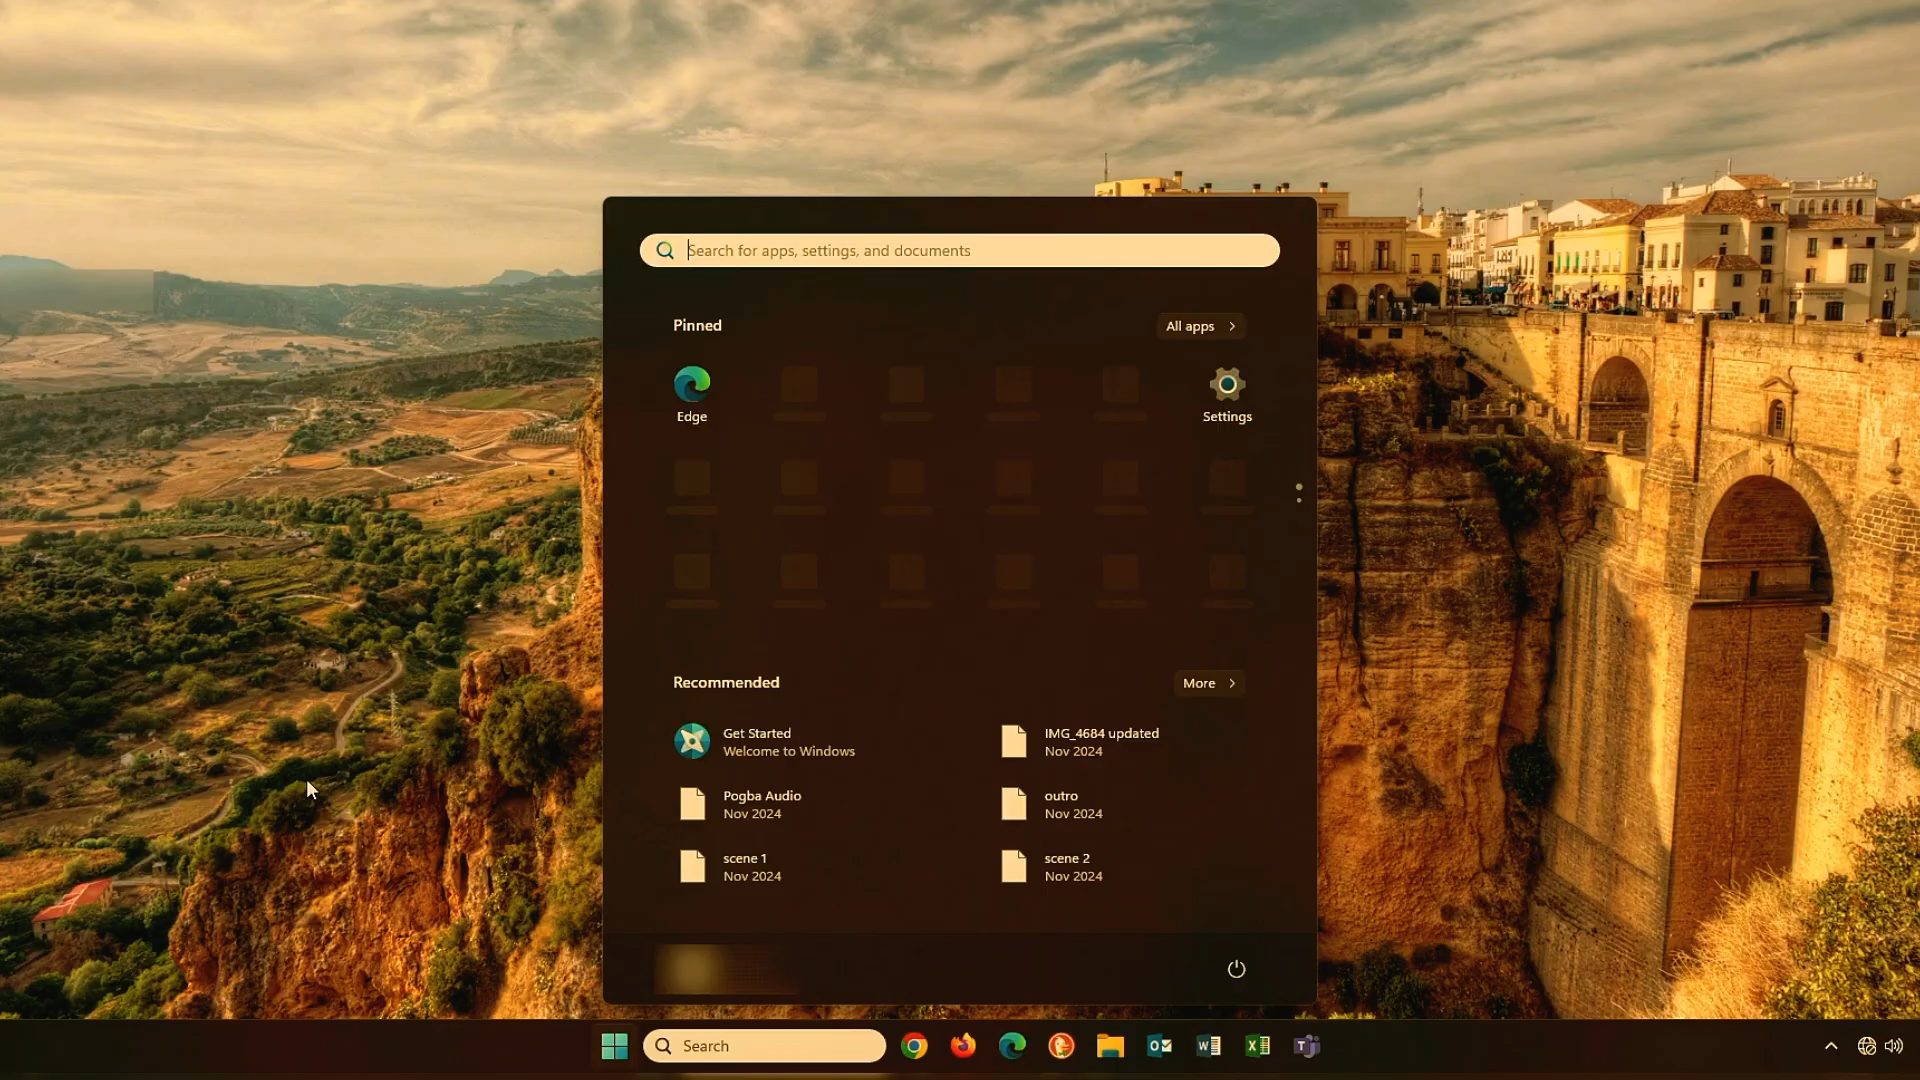 Search for apps, settings, and documents
Pinned
All apps
Edge
Settings
Recommended
More
Get Started
Welcome to Windows
IMG_4684 updated
Nov 2024
Pogba Audio
Nov 2024
outro
Nov 2024
scene 1
Nov 2024
scene 2
Nov 2024
Search